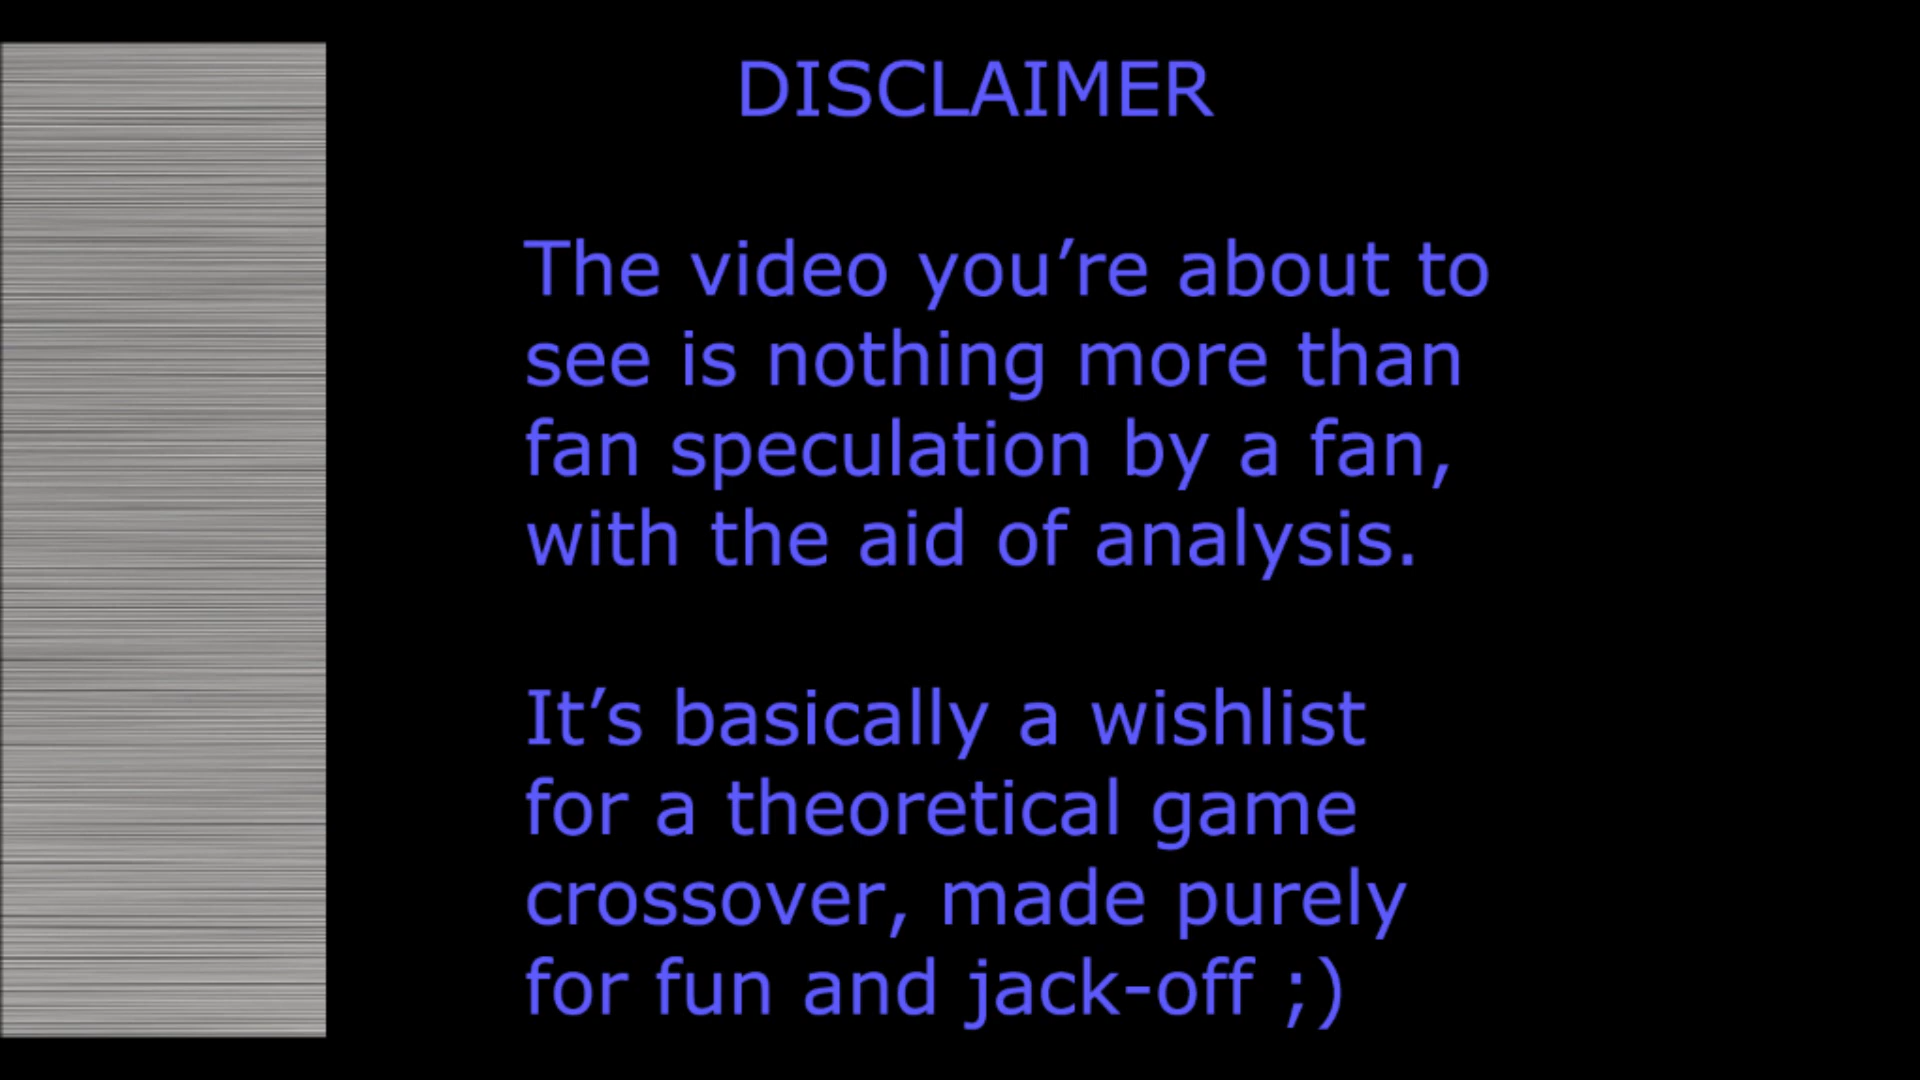 DISCLAIMER
The video you’re about to
see is nothing more than
fan speculation by a fan,
with the aid of analysis.
It’s basically a wishlist
for a theoretical game
crossover, made purely
for fun and jack-off ;)